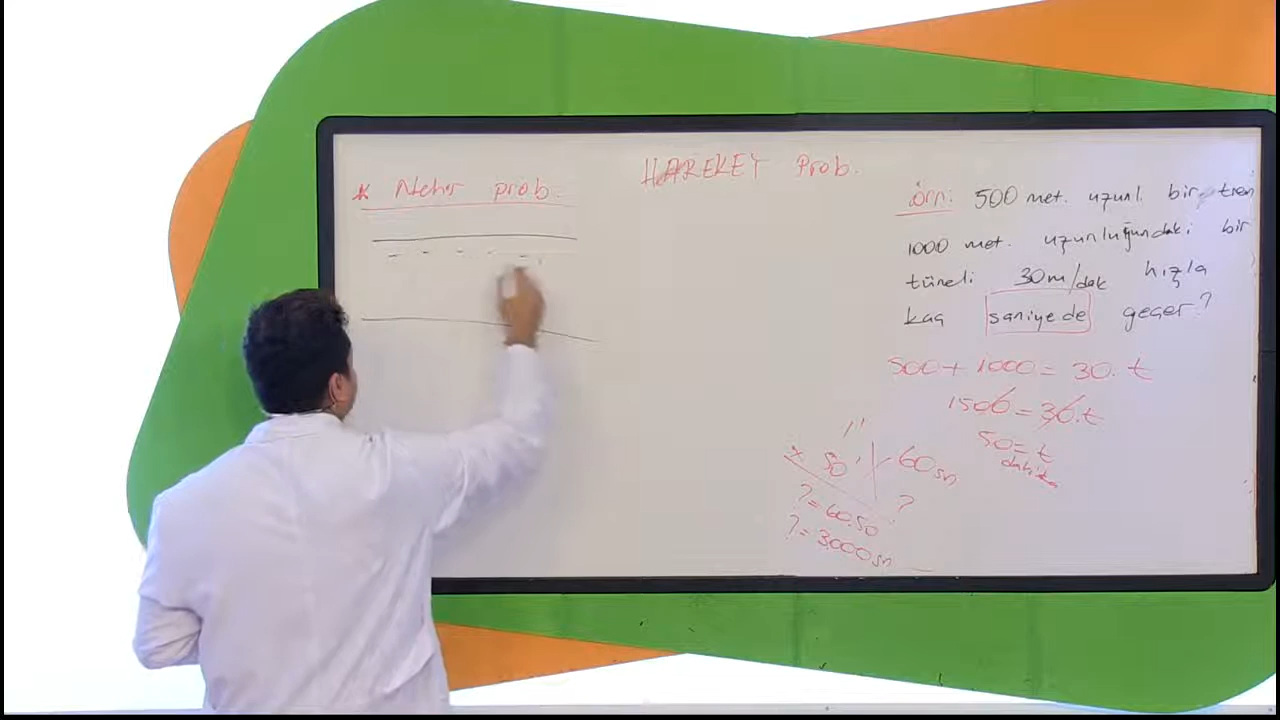 HAREKET Prob.
* Nehir prob.
örn: 500 met. uzunl. bir tren
1000 met. uzunluğundaki bir
tüneli 30m/dak hızla
kaç saniyede geçer?
500 + 1000 = 30. t
1500 = 30.t
50 = t
dakika
1'
x 50' 60 sn
?
? = 60.50
? = 3000 sn